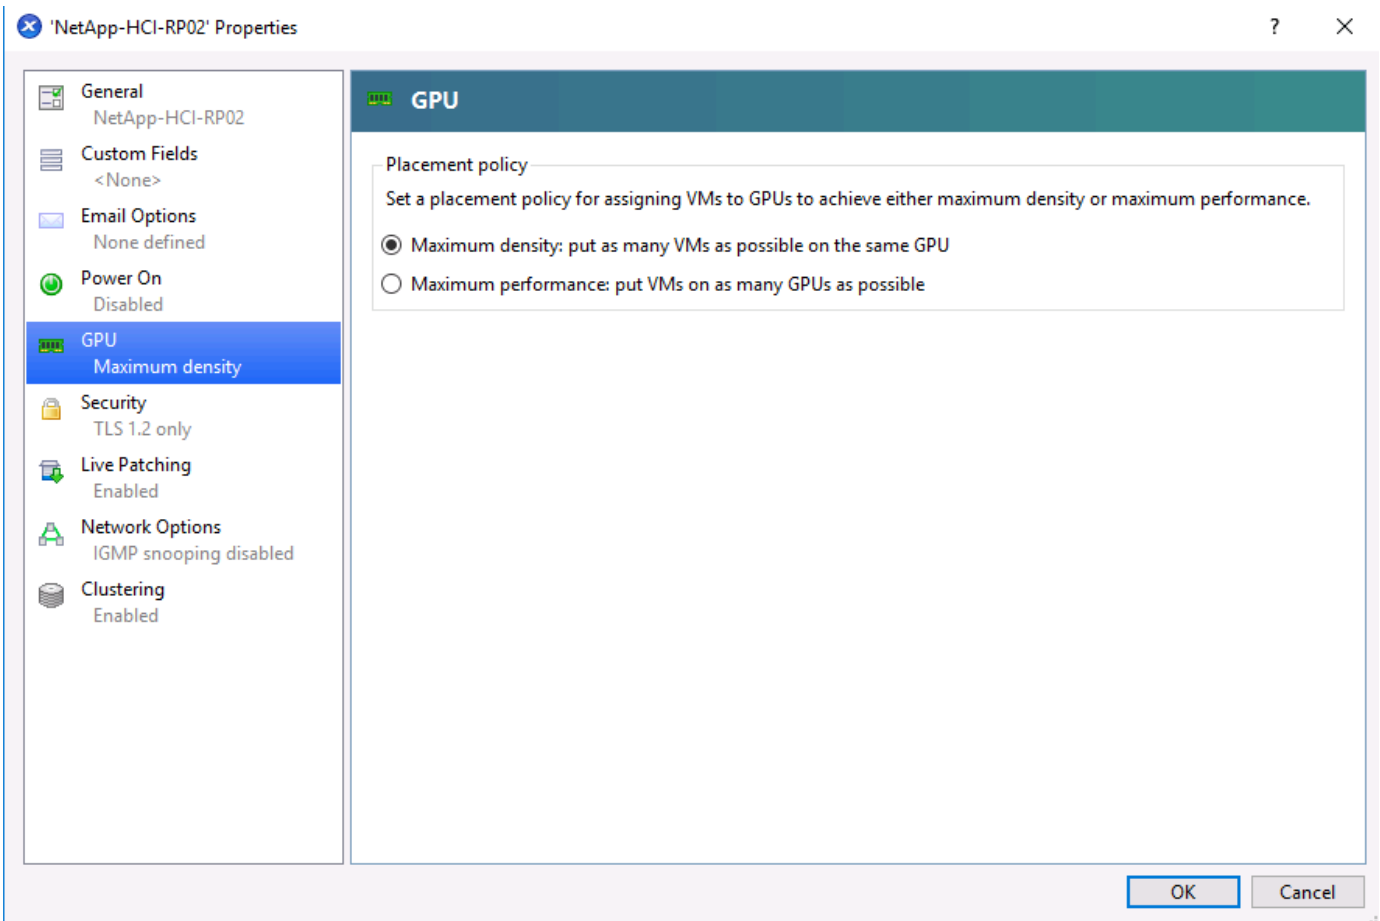 'NetApp-HCI-RP02' Properties
?
General
NetApp-HCI-RP02
Custom Fields
<None>
Email Options
None defined
Power On
Disabled
GPU
Maximum density
Security
TLS 1.2 only
Live Patching
Enabled
Network Options
IGMP snooping disabled
Clustering
Enabled
GPU
Placement policy
Set a placement policy for assigning VMs to GPUs to achieve either maximum density or maximum performance.
Maximum density: put as many VMs as possible on the same GPU
Maximum performance: put VMs on as many GPUs as possible
OK
Cancel